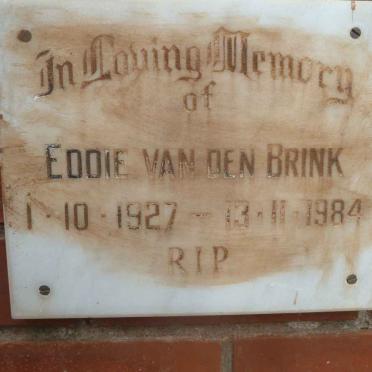 In Loving Memory
of
EDDIE VAN DEN BRINK
1·10·1927 – 13·11·1984
RIP